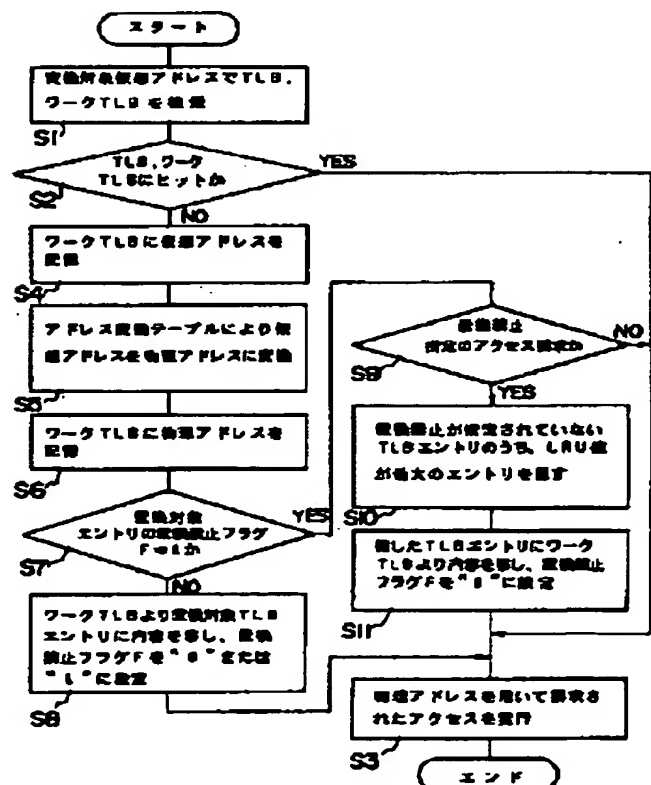 スタート
変換対象仮想アドレスでTLB,
ワークTLBを検索
S1
TLB,ワーク
TLBにヒットか
YES
S2
NO
ワークTLBに仮想アドレスを
記憶
S4
アドレス変換テーブルにより仮
想アドレスを物理アドレスに変換
S5
ワークTLBに物理アドレスを
記憶
S6
置換対象
エントリの置換禁止フラグ
YES
S7
NO
ワークTLBより置換対象TLB
エントリに内容を移し、置換
禁止フラグFを"0"または
"1"に設定
S8
置換禁止
指定のアクセス要求か
NO
S9
YES
置換禁止が指定されていない
TLBエントリのうち、LRU値
が最大のエントリを
S10
TLBエントリにワーク
TLBより内容を移し、置換禁止
フラグFを"0"に設定
S11
物理アドレスを用いて要求さ
れたアクセスを実行
S3
エンド